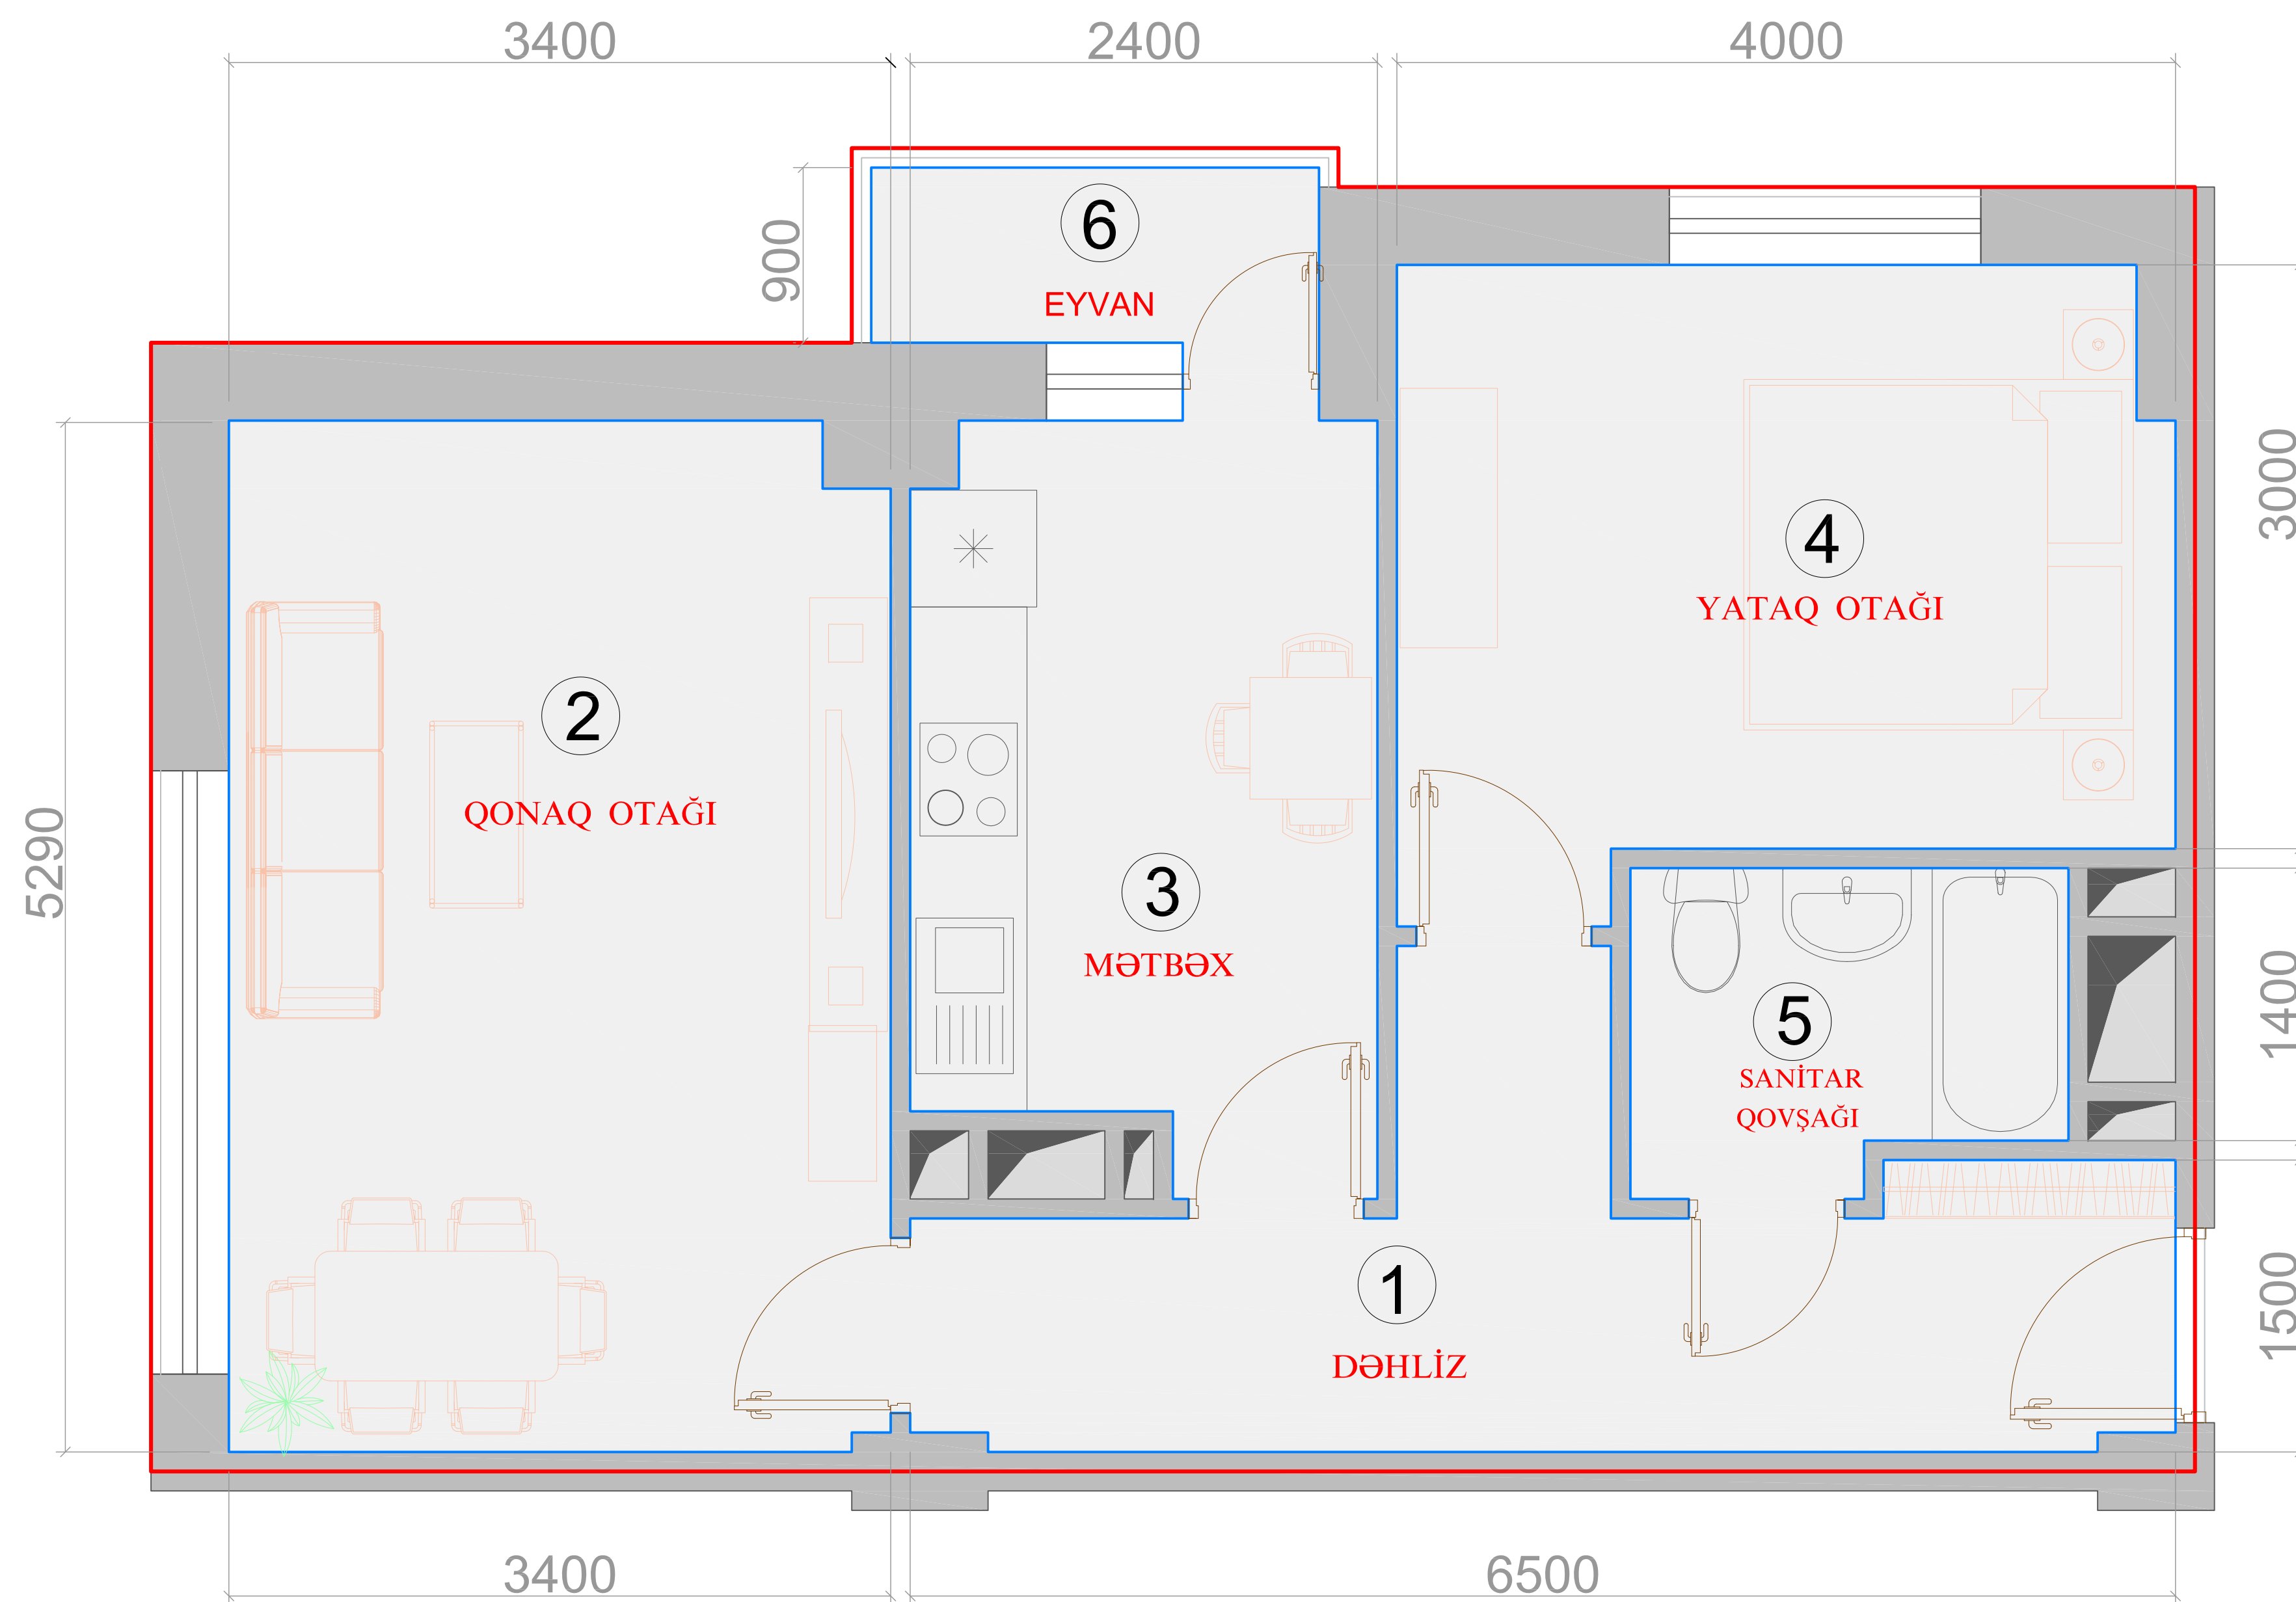 3400
2400
4000
6
900
EYVAN
3000
4
YATAQ OTAĞI
2
QONAQ OTAĞI
5290
3
MƏTBƏX
1400
5
SANİTAR
QOVŞAĞI
1
DƏHLİZ
1500
3400
6500